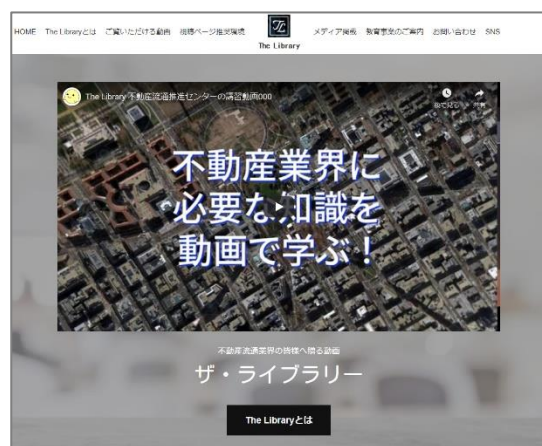 HOME The Libraryとは ご覧いただける動画 視聴ページ推奨環境 The Library メディア掲載 教育事業のご案内 お問い合わせ SNS
The Library 不動産流通推進センターの講習動画000
後で見る 共有
不動産業界に
必要な知識を
動画で学ぶ！
不動産流通業界の皆様へ贈る動画
ザ・ライブラリー
The Libraryとは